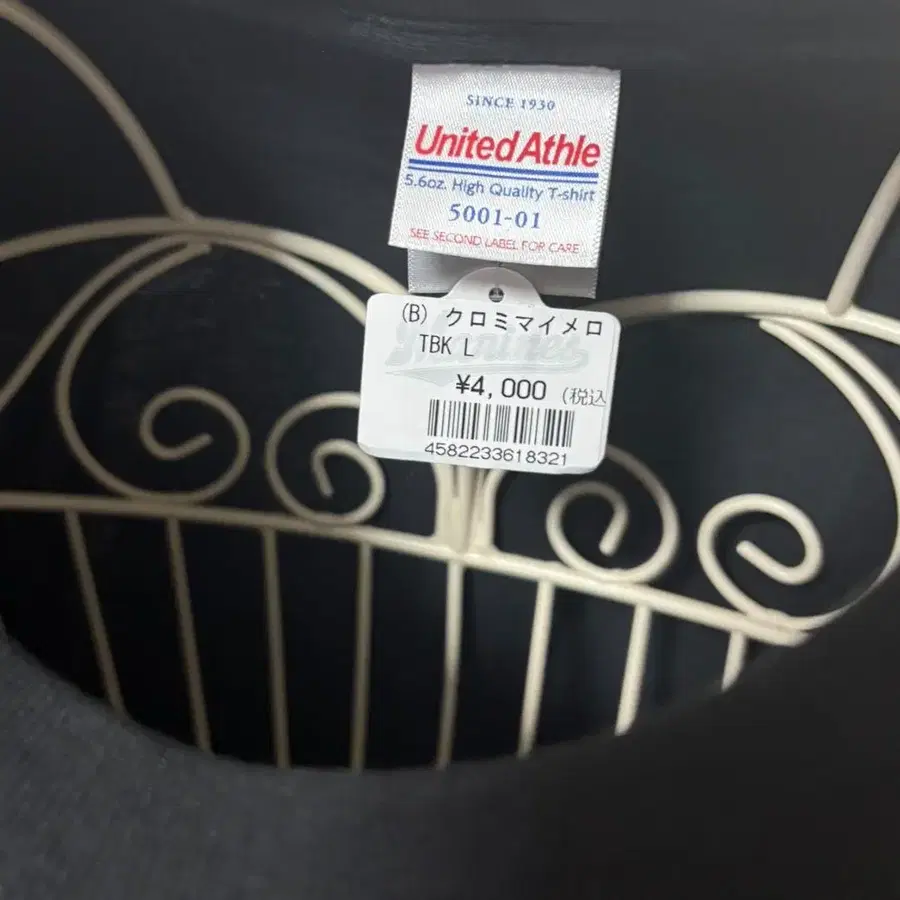 SINCE 1930
United Athle
5.6oz. High Quality T-shirt
5001-01
SEE SECOND LABEL FOR CARE
(B) クロミマイメロ
Marines
TBK L
¥4,000 (税込
4582233618321